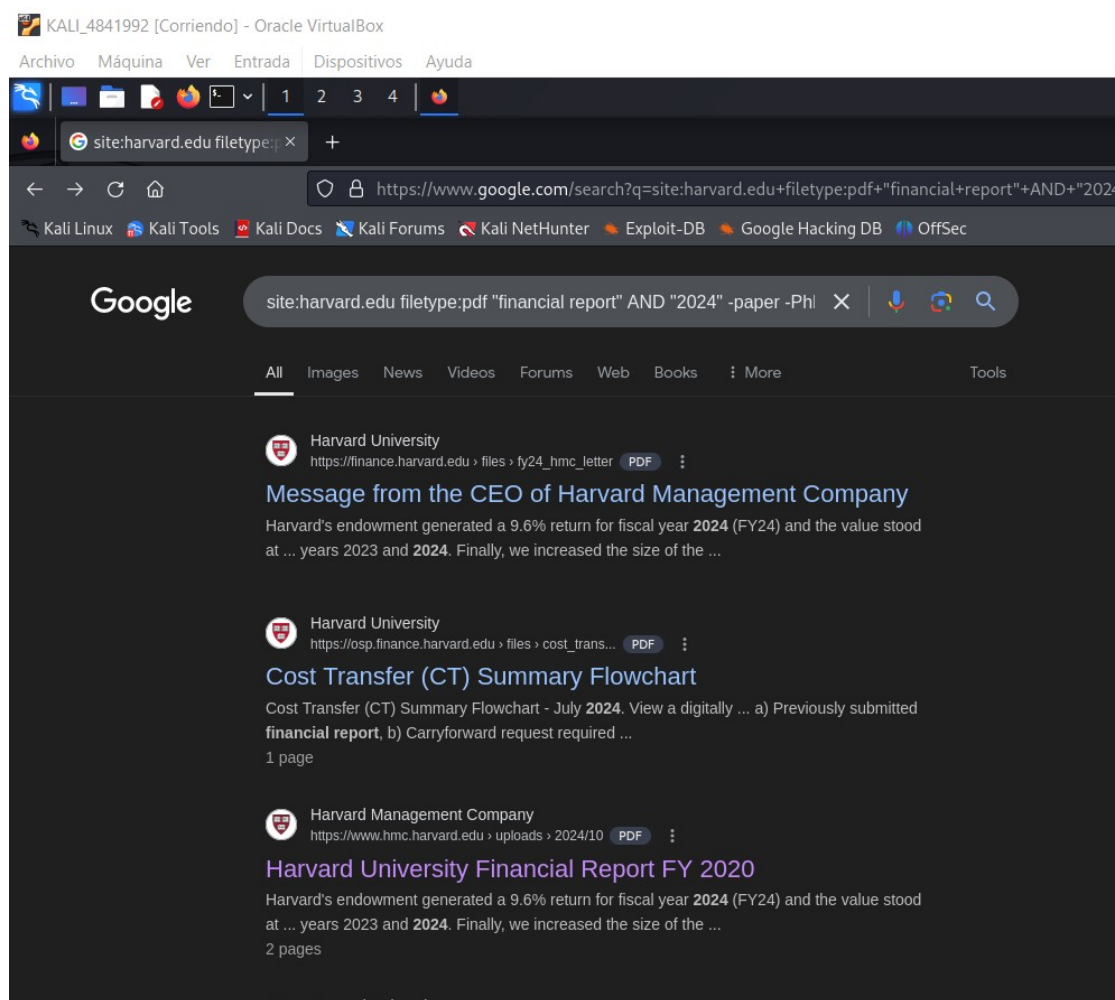 KALI_4841992 [Corriendo] - Oracle VirtualBox
Archivo Máquina Ver Entrada Dispositivos Ayuda
1 2 3 4
site:harvard.edu filetype:p
https://www.google.com/search?q=site:harvard.edu+filetype:pdf+"financial+report"+AND+"2024
Kali Linux Kali Tools Kali Docs Kali Forums Kali NetHunter Exploit-DB Google Hacking DB OffSec
Google site:harvard.edu filetype:pdf "financial report" AND "2024" -paper -Ph
All Images News Videos Forums Web Books More Tools
Harvard University
https://finance.harvard.edu › files › fy24_hmc_letter PDF
Message from the CEO of Harvard Management Company
Harvard's endowment generated a 9.6% return for fiscal year 2024 (FY24) and the value stood
at ... years 2023 and 2024. Finally, we increased the size of the ...
Harvard University
https://osp.finance.harvard.edu › files › cost_trans... PDF
Cost Transfer (CT) Summary Flowchart
Cost Transfer (CT) Summary Flowchart - July 2024. View a digitally ... a) Previously submitted
financial report, b) Carryforward request required ...
1 page
Harvard Management Company
https://www.hmc.harvard.edu › uploads › 2024/10 PDF
Harvard University Financial Report FY 2020
Harvard's endowment generated a 9.6% return for fiscal year 2024 (FY24) and the value stood
at ... years 2023 and 2024. Finally, we increased the size of the ...
2 pages